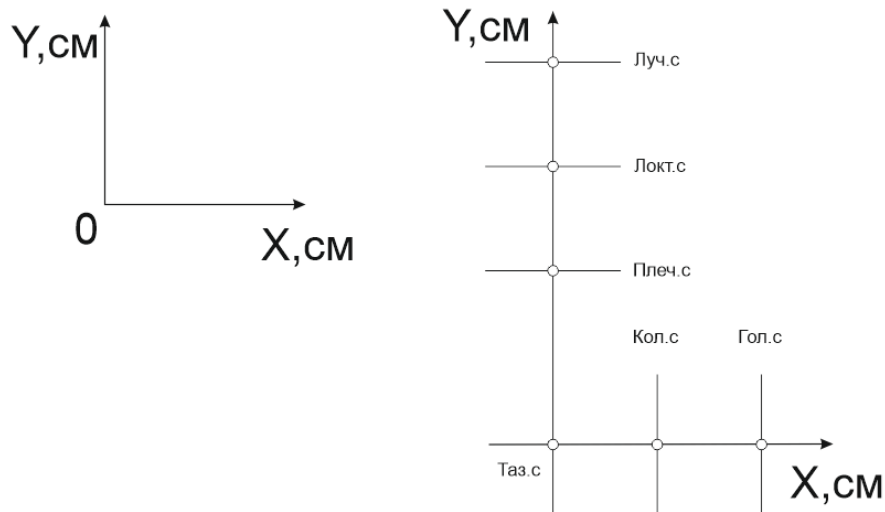 Y,см
0
X,см
Y,см
Луч.с
Локт.с
Плеч.с
Кол.с Гол.с
Таз.с
X,см